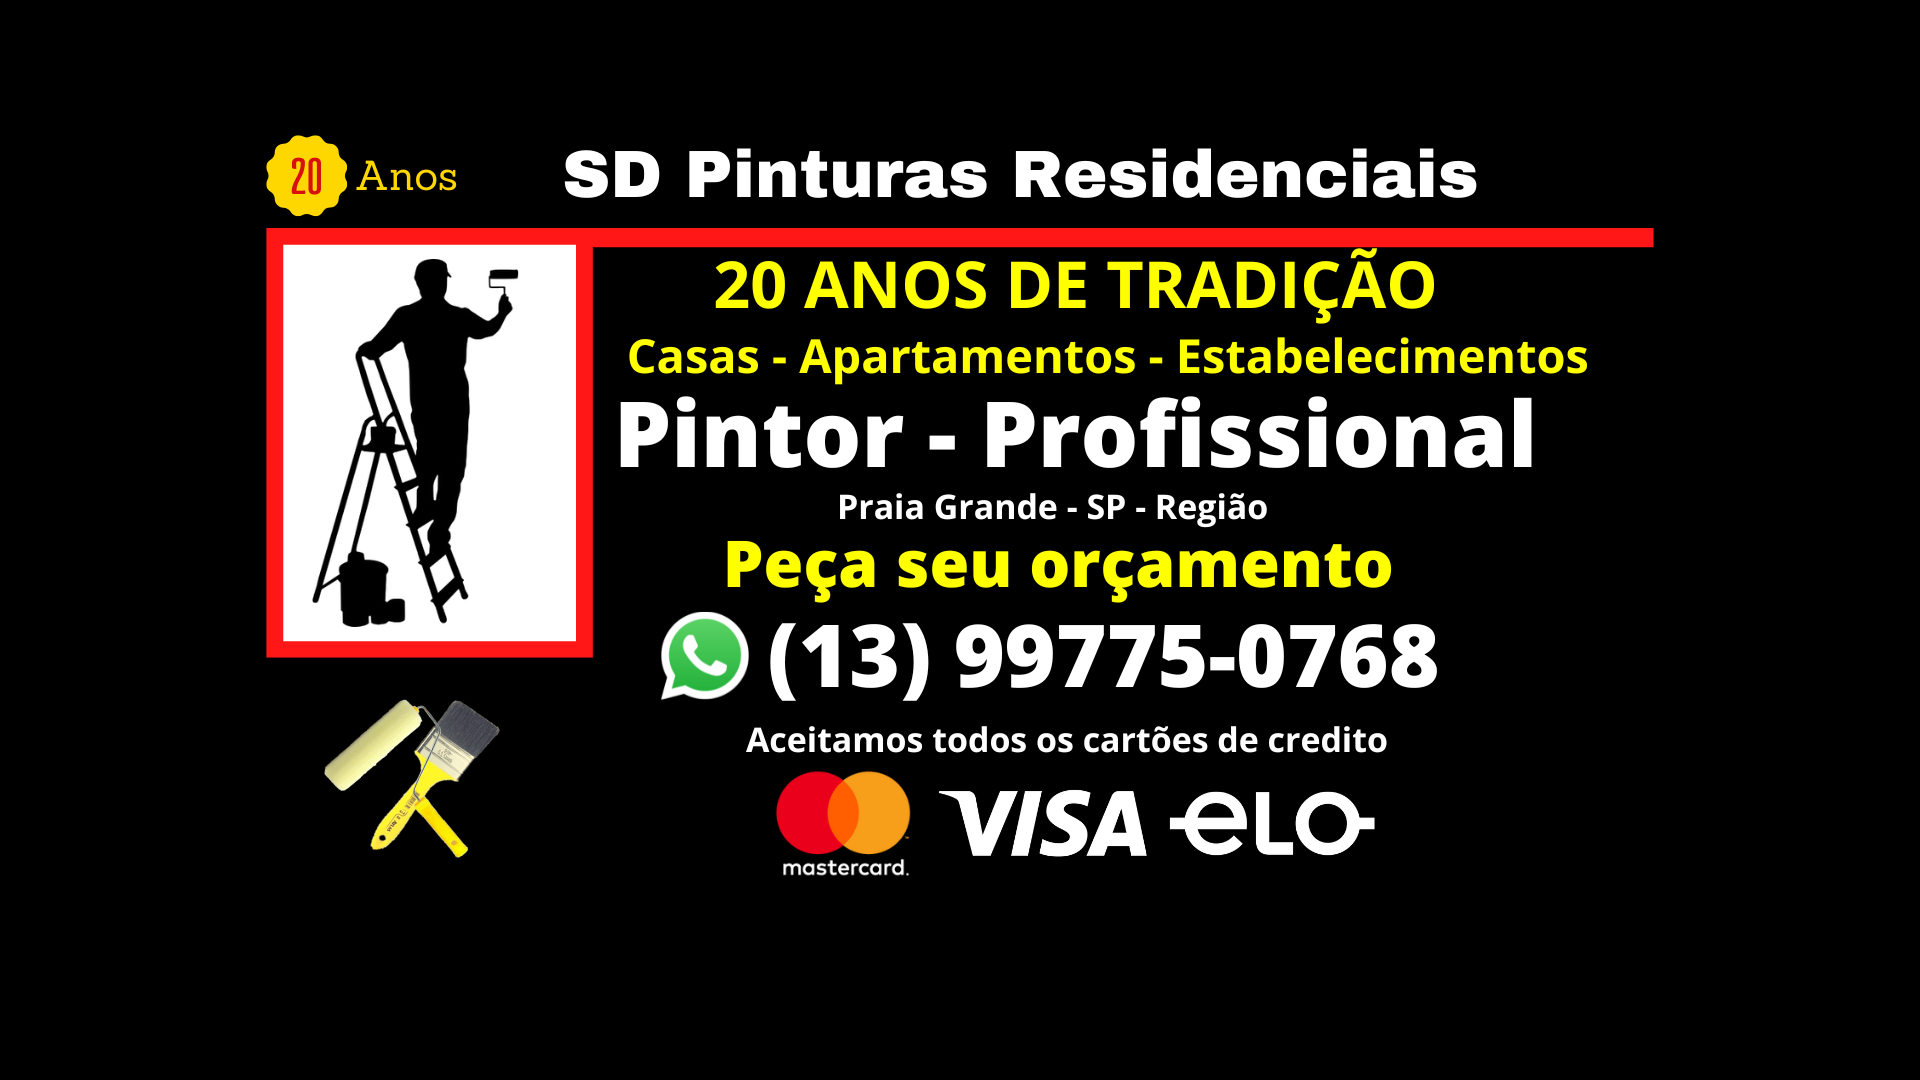 20 Anos
SD Pinturas Residenciais
20 ANOS DE TRADIÇÃO
Casas - Apartamentos - Estabelecimentos
Pintor - Profissional
Praia Grande - SP - Região
Peça seu orçamento
(13) 99775-0768
Aceitamos todos os cartões de credito
mastercard.
VISA
elo